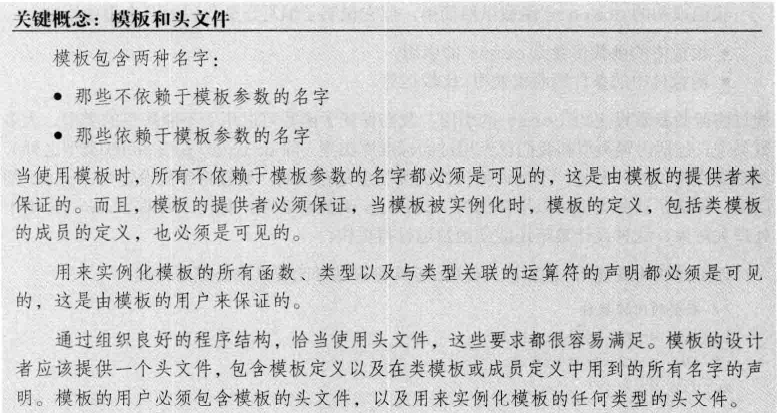 关键概念：模板和头文件
模板包含两种名字：
● 那些不依赖于模板参数的名字
● 那些依赖于模板参数的名字
当使用模板时，所有不依赖于模板参数的名字都必须是可见的，这是由模板的提供者来
保证的。而且，模板的提供者必须保证，当模板被实例化时，模板的定义，包括类模板
的成员的定义，也必须是可见的。
用来实例化模板的所有函数、类型以及与类型关联的运算符的声明都必须是可见
的，这是由模板的用户来保证的。
通过组织良好的程序结构，恰当使用头文件，这些要求都很容易满足。模板的设计
者应该提供一个头文件，包含模板定义以及在类模板或成员定义中用到的所有名字的声
明。模板的用户必须包含模板的头文件，以及用来实例化模板的任何类型的头文件。